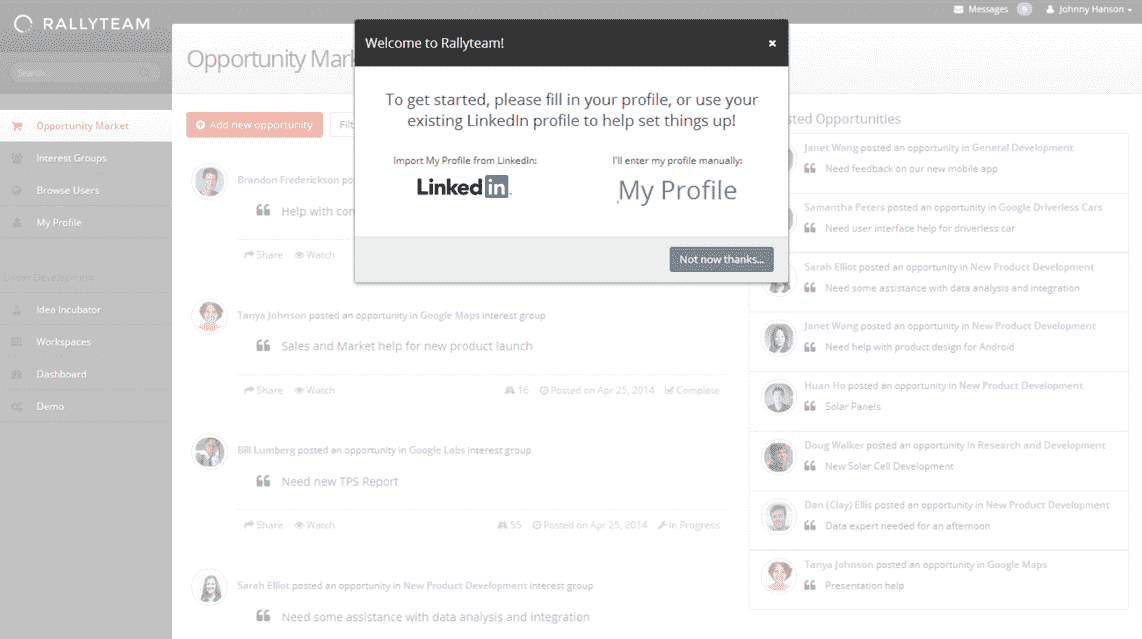 RALLYTEAM
Messages
Johnny Hanson
Search...
Opportunity Market
Interest Groups
Browse Users
My Profile
Under Development
Idea Incubator
Workspaces
Dashboard
Demo
Opportunity Mar
Add new opportunity
Filt
Welcome to Rallyteam!
×
To get started, please fill in your profile, or use your
existing LinkedIn profile to help set things up!
Import My Profile from LinkedIn:
LinkedIn
I'll enter my profile manually:
My Profile
Not now thanks...
Brandon Frederickson po
Help with con
Share Watch
Tanya Johnson posted an opportunity in Google Maps interest group
Sales and Market help for new product launch
Share Watch 16 Posted on Apr 25, 2014 Complete
Bill Lumberg posted an opportunity in Google Labs interest group
Need new TPS Report
Share Watch 55 Posted on Apr 25, 2014 In Progress
Sarah Elliot posted an opportunity in New Product Development interest group
Need some assistance with data analysis and integration
sted Opportunities
Janet Wang posted an opportunity in General Development
Need feedback on our new mobile app
Samantha Peters posted an opportunity in Google Driverless Cars
Need user interface help for driverless car
Sarah Elliot posted an opportunity in New Product Development
Need some assistance with data analysis and integration
Janet Wang posted an opportunity in New Product Development
Need help with product design for Android
Huan Ho posted an opportunity in New Product Development
Solar Panels
Doug Walker posted an opportunity in Research and Development
New Solar Cell Development
Dan (Clay) Ellis posted an opportunity in New Product Development
Data expert needed for an afternoon
Tanya Johnson posted an opportunity in Google Maps
Presentation help